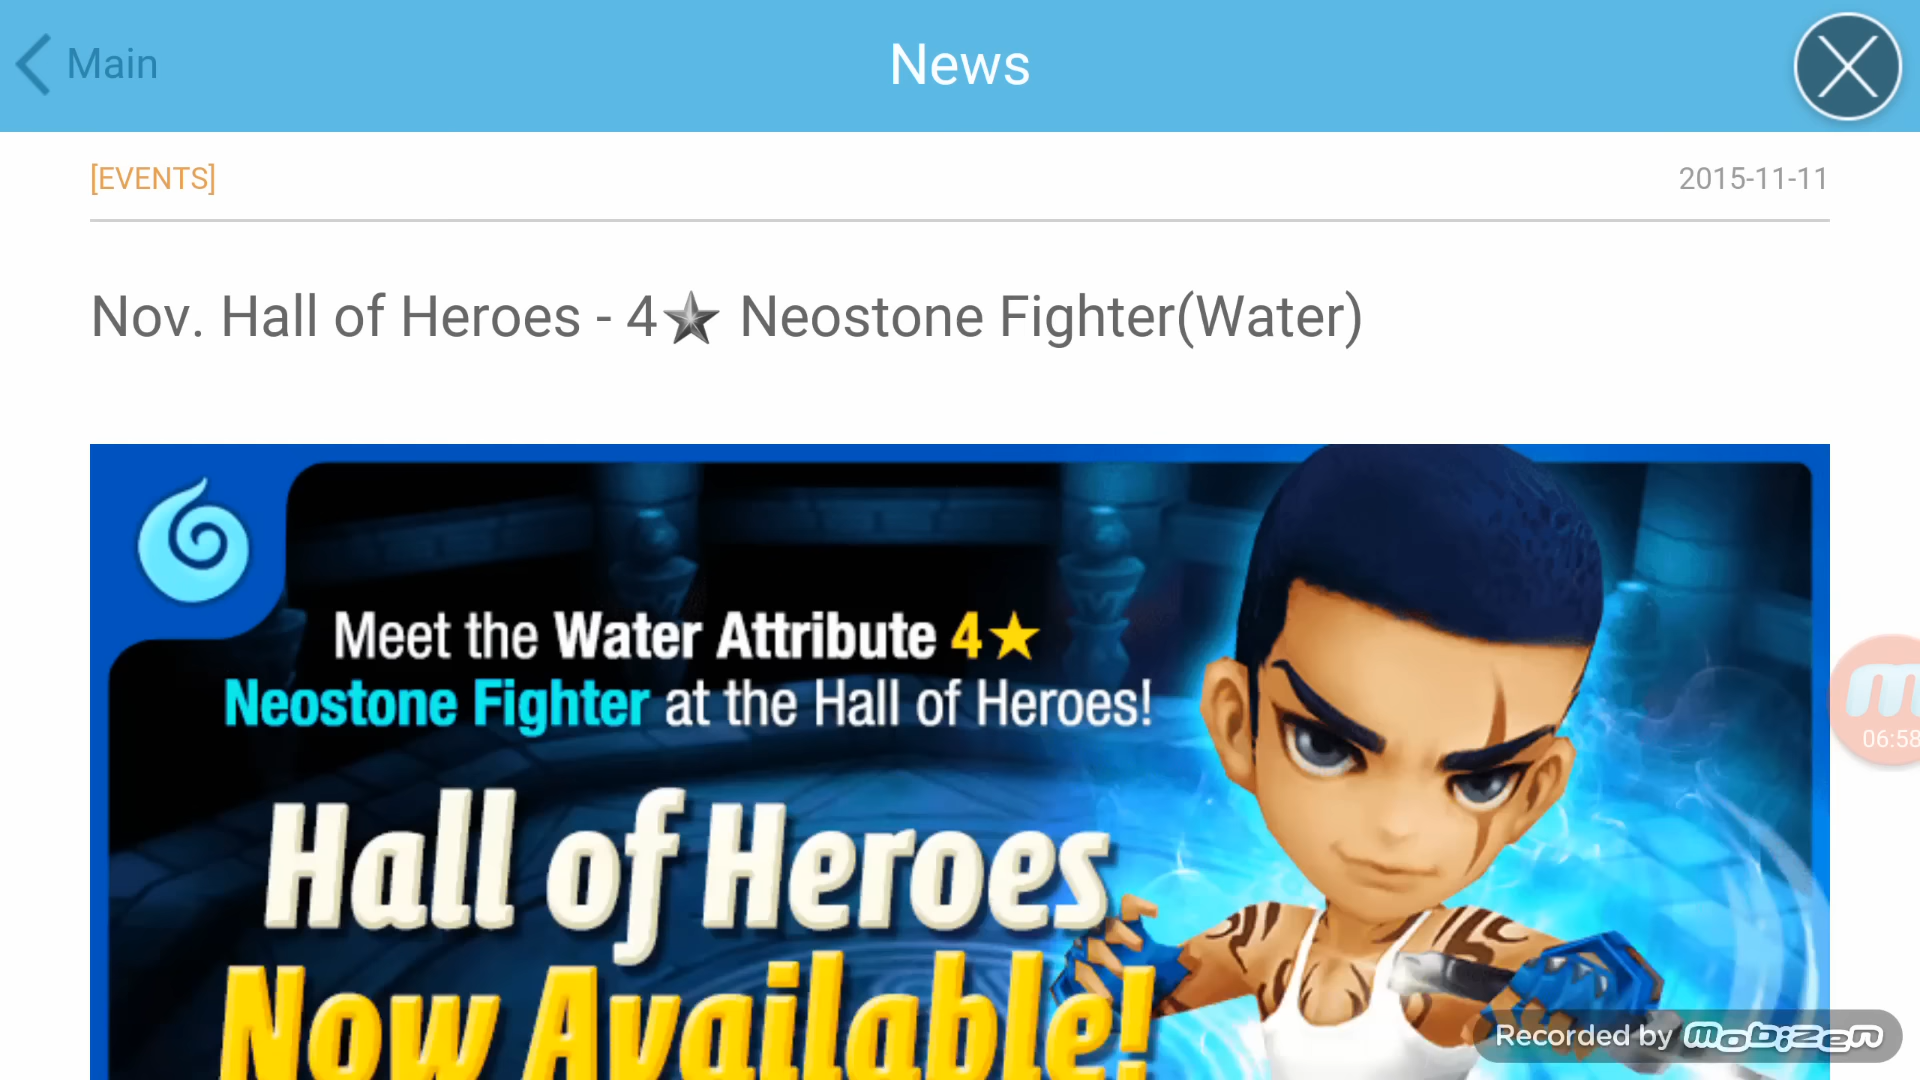 Main
News
[EVENTS]
2015-11-11
Nov. Hall of Heroes - 4★ Neostone Fighter(Water)
Meet the Water Attribute 4★
Neostone Fighter at the Hall of Heroes!
Hall of Heroes
Now Available!
06:58
Recorded by mobizen